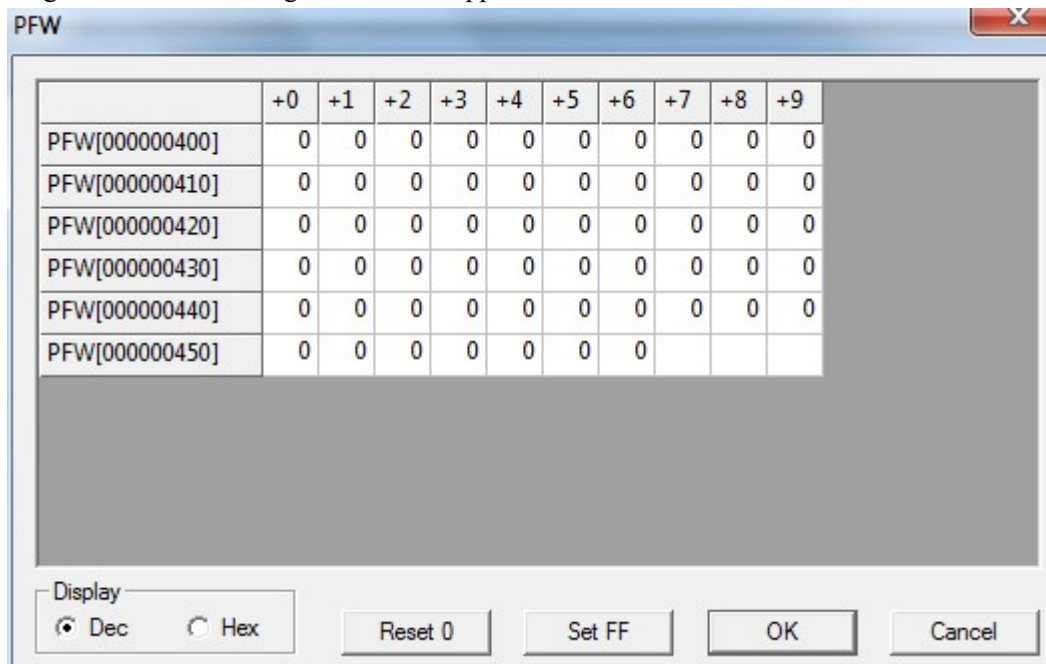 PFW
X
+0 +1 +2 +3 +4 +5 +6 +7 +8 +9
PFW[000000400] 0 0 0 0 0 0 0 0 0 0
PFW[000000410] 0 0 0 0 0 0 0 0 0 0
PFW[000000420] 0 0 0 0 0 0 0 0 0 0
PFW[000000430] 0 0 0 0 0 0 0 0 0 0
PFW[000000440] 0 0 0 0 0 0 0 0 0 0
PFW[000000450] 0 0 0 0 0 0 0
Display
Dec Hex Reset 0 Set FF OK Cancel